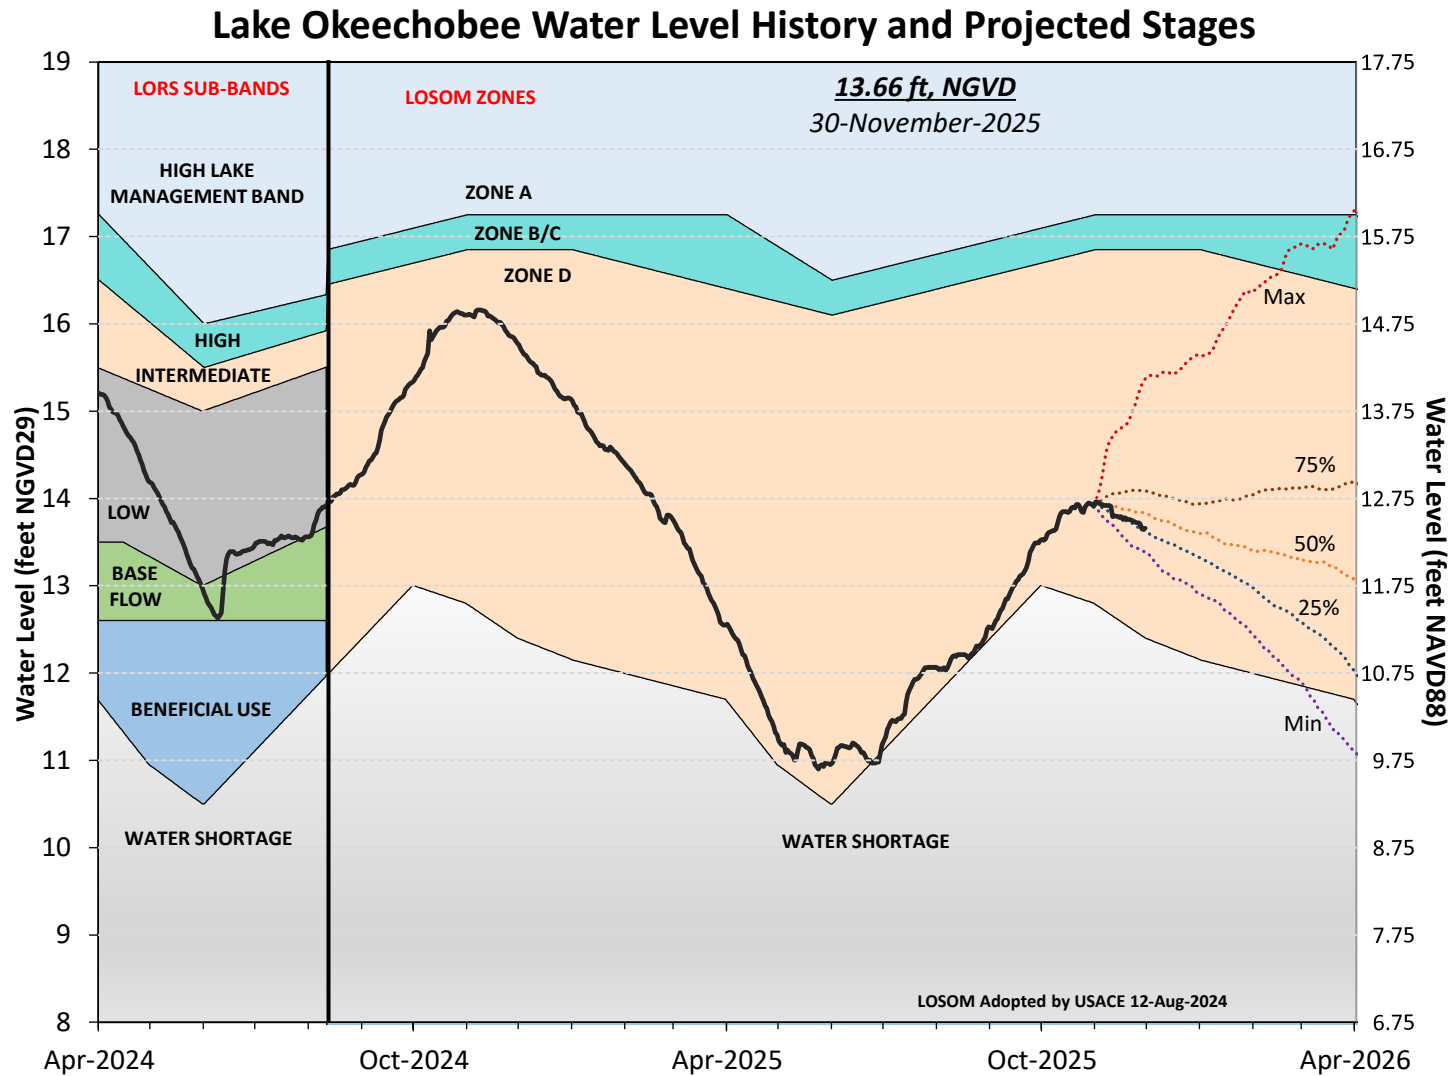 Lake Okeechobee Water Level History and Projected Stages
LORS SUB-BANDS
LOSOM ZONES
13.66 ft, NGVD
30-November-2025
HIGH LAKE
MANAGEMENT BAND
ZONE A
ZONE B/C
ZONE D
HIGH
INTERMEDIATE
LOW
BASE
FLOW
BENEFICIAL USE
WATER SHORTAGE
WATER SHORTAGE
Max
75%
50%
25%
Min
LOSOM Adopted by USACE 12-Aug-2024
Water Level (feet NGVD29)
19
18
17
16
15
14
13
12
11
10
9
8
Water Level (feet NAVD88)
17.75
16.75
15.75
14.75
13.75
12.75
11.75
10.75
9.75
8.75
7.75
6.75
Apr-2024
Oct-2024
Apr-2025
Oct-2025
Apr-2026